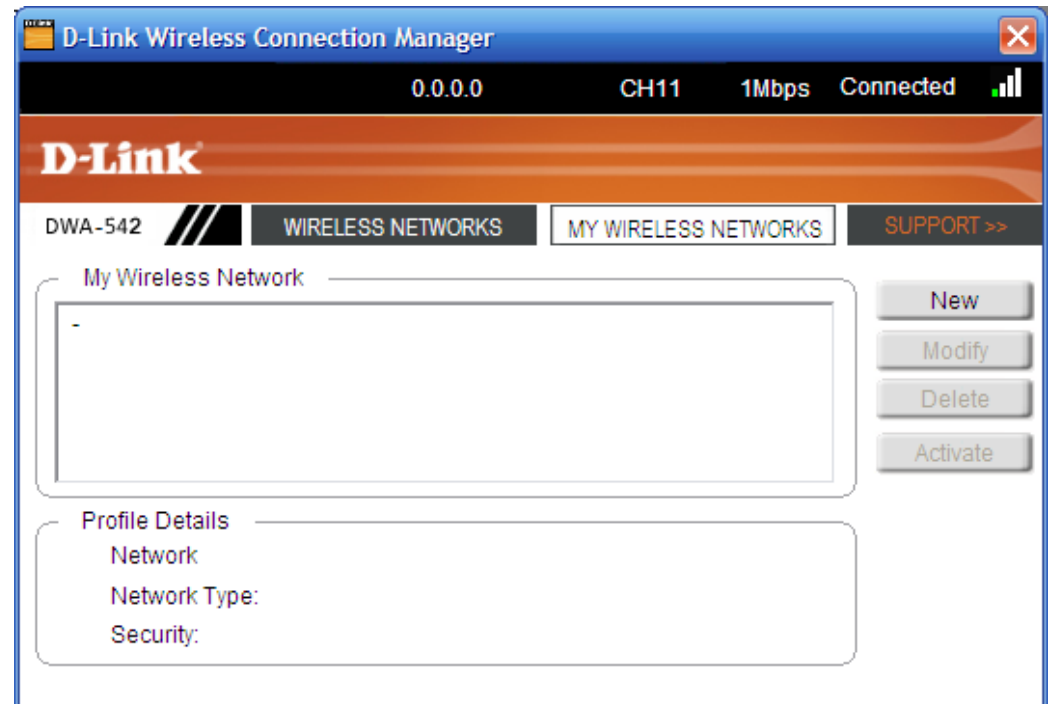 D-Link Wireless Connection Manager
0.0.0.0 CH11 1Mbps Connected
D-Link
DWA-542 WIRELESS NETWORKS MY WIRELESS NETWORKS SUPPORT >>
My Wireless Network
-
New
Modify
Delete
Activate
Profile Details
Network
Network Type:
Security: